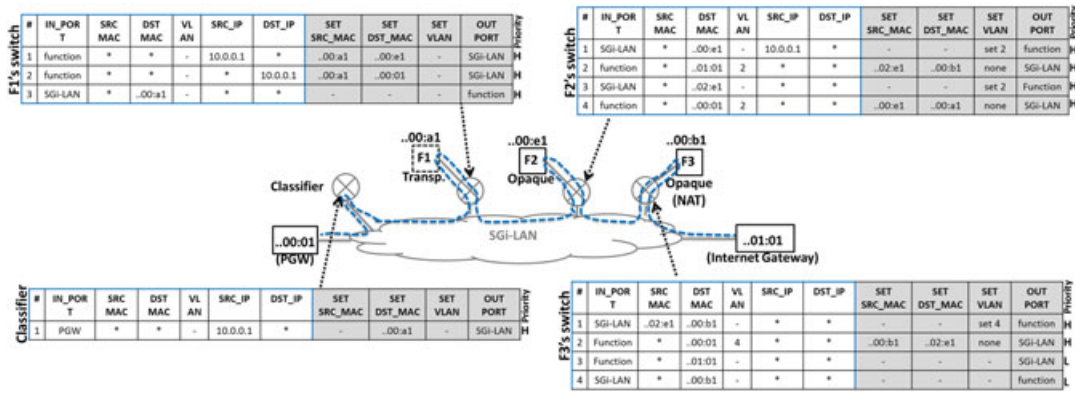 F1's switch
# IN_PORT SRC MAC DST MAC VLAN SRC_IP DST_IP SET SRC_MAC SET DST_MAC SET VLAN OUT PORT Priority
1 function * * - 10.0.0.1 * ..00:a1 ..00:e1 - SGi-LAN H
2 function * * - * 10.0.0.1 ..00:a1 ..00:01 - SGi-LAN H
3 SGi-LAN * ..00:a1 - * * - - - function H
F2's switch
# IN_PORT SRC MAC DST MAC VLAN SRC_IP DST_IP SET SRC_MAC SET DST_MAC SET VLAN OUT PORT Priority
1 SGi-LAN * ..00:e1 - 10.0.0.1 * - - set 2 function H
2 function * ..01:01 2 * * ..02:e1 ..00:b1 none SGi-LAN H
3 SGi-LAN * ..02:e1 - * * - - set 2 Function H
4 function * ..00:01 2 * * ..00:e1 ..00:a1 none SGi-LAN H
..00:a1
F1
Transp.
..00:e1
F2
Opaque
..00:b1
F3
Opaque
(NAT)
Classifier
SGi-LAN
..00:01
(PGW)
..01:01
(Internet Gateway)
Classifier
# IN_PORT SRC MAC DST MAC VLAN SRC_IP DST_IP SET SRC_MAC SET DST_MAC SET VLAN OUT PORT Priority
1 PGW * * - 10.0.0.1 * - ..00:a1 - SGi-LAN H
F3's switch
# IN_PORT SRC MAC DST MAC VLAN SRC_IP DST_IP SET SRC_MAC SET DST_MAC SET VLAN OUT PORT Priority
1 SGi-LAN ..02:e1 ..00:b1 - * * - - set 4 function H
2 Function * ..00:01 4 * * ..00:b1 ..02:e1 none SGi-LAN H
3 Function * ..01:01 - * * - - - SGi-LAN L
4 SGi-LAN * ..00:b1 - * * - - - function L